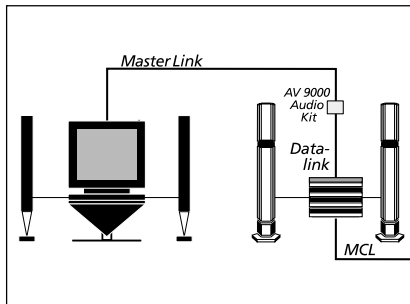 Master Link
AV 9000
Audio
Kit
Data-
link
MCL